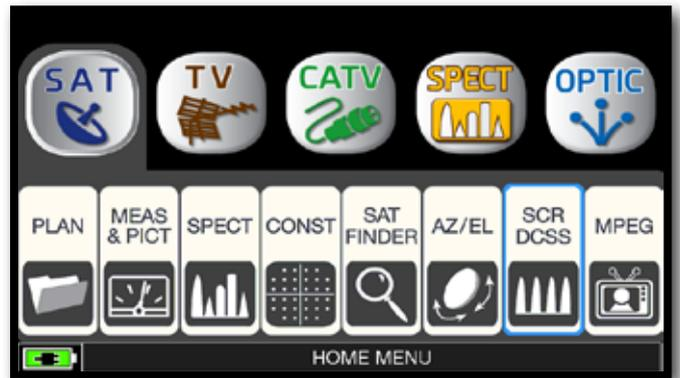 SAT
TV
CATV
SPECT
OPTIC
PLAN
MEAS
& PICT
SPECT
CONST
SAT
FINDER
AZ/EL
SCR
DCSS
MPEG
HOME MENU